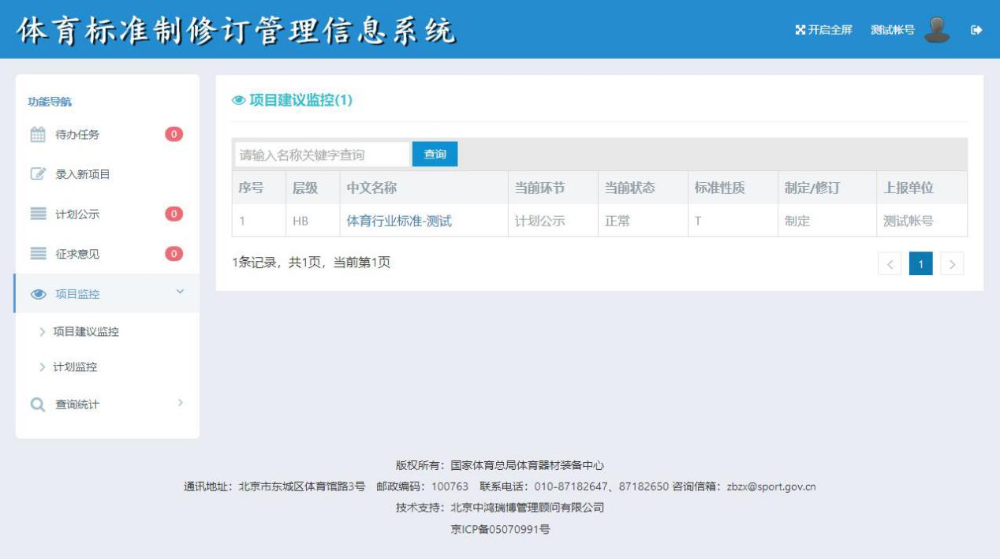 体育标准制修订管理信息系统
开启全屏 测试帐号
功能导航
待办任务 0
录入新项目
计划公示 0
征求意见 0
项目监控
项目建议监控
计划监控
查询统计
项目建议监控(1)
请输入名称关键字查询 查询
序号 层级 中文名称 当前环节 当前状态 标准性质 制定/修订 上报单位
1 HB 体育行业标准-测试 计划公示 正常 T 制定 测试帐号
1条记录，共1页，当前第1页
1
版权所有：国家体育总局体育器材装备中心
通讯地址：北京市东城区体育馆路3号 邮政编码：100763 联系电话：010-87182647、87182650 咨询信箱：zbzx@sport.gov.cn
技术支持：北京中鸿瑞博管理顾问有限公司
京ICP备05070991号